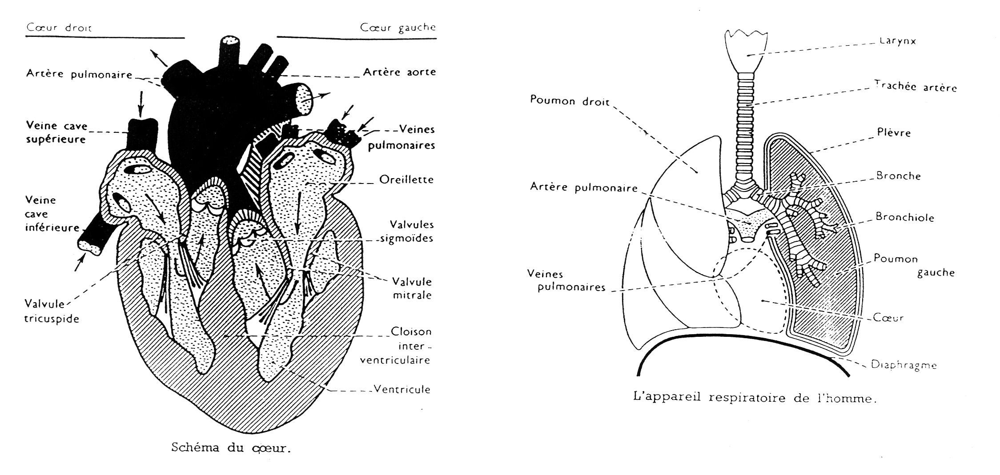 Cœur droit
Cœur gauche
Artère pulmonaire
Artère aorte
Veine cave
supérieure
Veines
pulmonaires
Oreillette
Veine
cave
inférieure
Valvules
sigmoïdes
Valvule
mitrale
Valvule
tricuspide
Cloison
inter-
ventriculaire
Ventricule
Schéma du cœur.
Larynx
Trachée artère
Poumon droit
Plèvre
Bronche
Artère pulmonaire
Bronchiole
Poumon
gauche
Veines
pulmonaires
Cœur
Diaphragme
L'appareil respiratoire de l'homme.